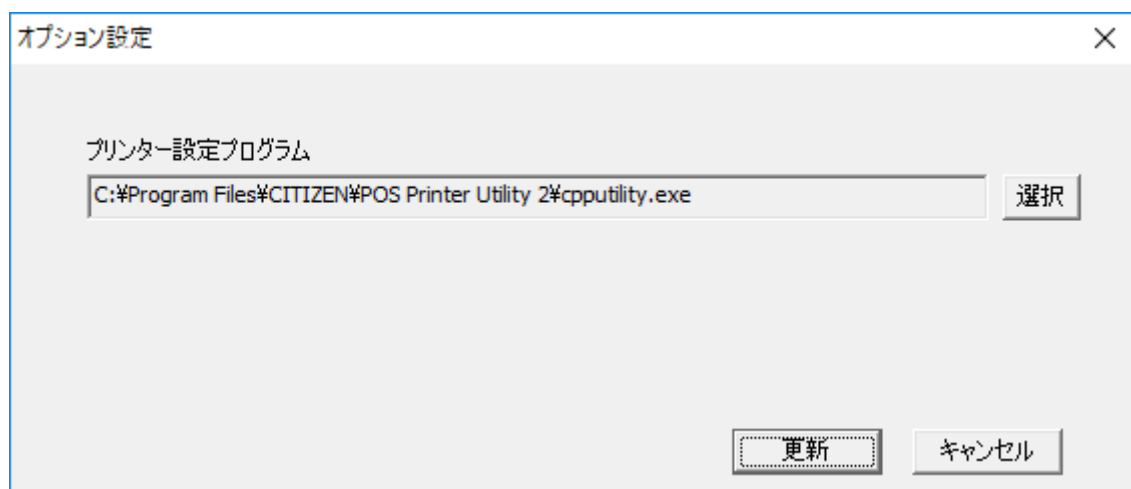 オプション設定
プリンター設定プログラム
C:¥Program Files¥CITIZEN¥POS Printer Utility 2¥cpputility.exe
選択
更新
キャンセル